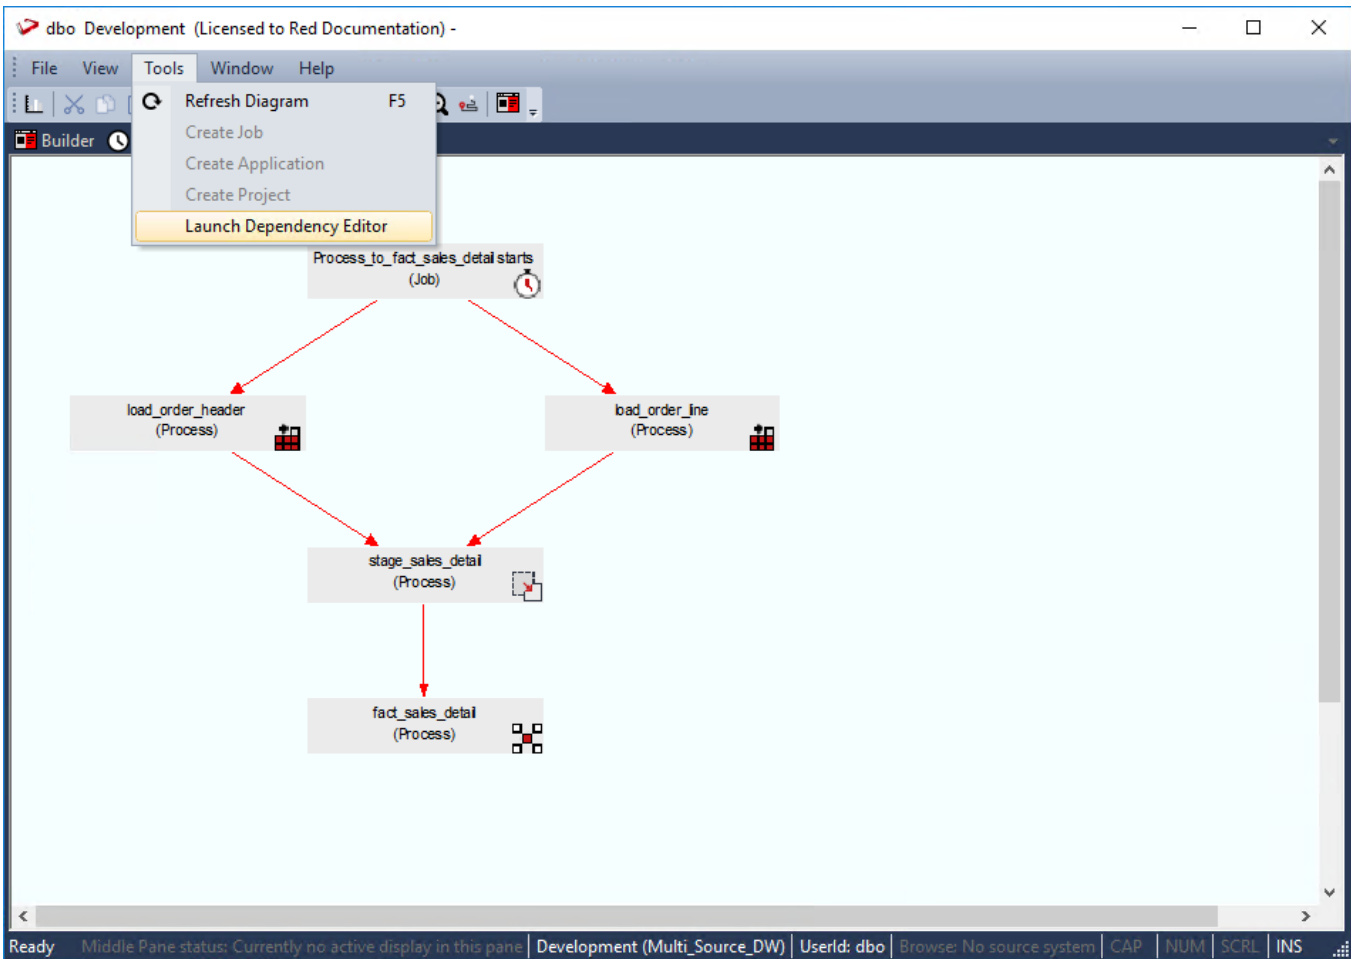 dbo Development (Licensed to Red Documentation) -
File View Tools Window Help
Refresh Diagram F5
Create Job
Builder
Create Application
Create Project
Launch Dependency Editor
Process_to_fact_sales_detail starts
(Job)
load_order_header
(Process)
load_order_line
(Process)
stage_sales_detail
(Process)
fact_sales_detail
(Process)
Ready Middle Pane status: Currently no active display in this pane Development (Multi_Source_DW) UserId: dbo Browse: No source system CAP NUM SCRL INS